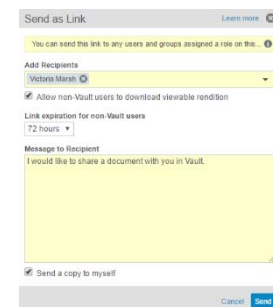 Send as Link
Learn more
You can send this link to any users and groups assigned a role on this...
Add Recipients
Victoria Marsh
Allow non-Vault users to download viewable rendition
Link expiration for non-Vault users
72 hours
Message to Recipient
I would like to share a document with you in Vault.
Send a copy to myself
Cancel Send